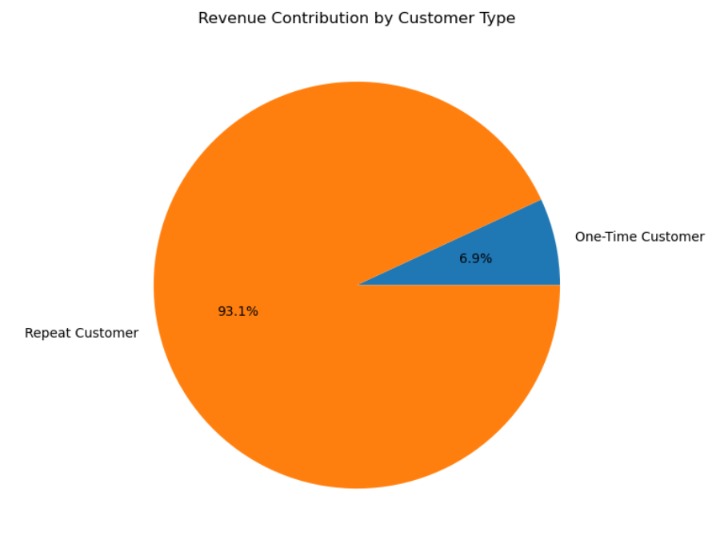 Revenue Contribution by Customer Type
One-Time Customer
6.9%
93.1%
Repeat Customer